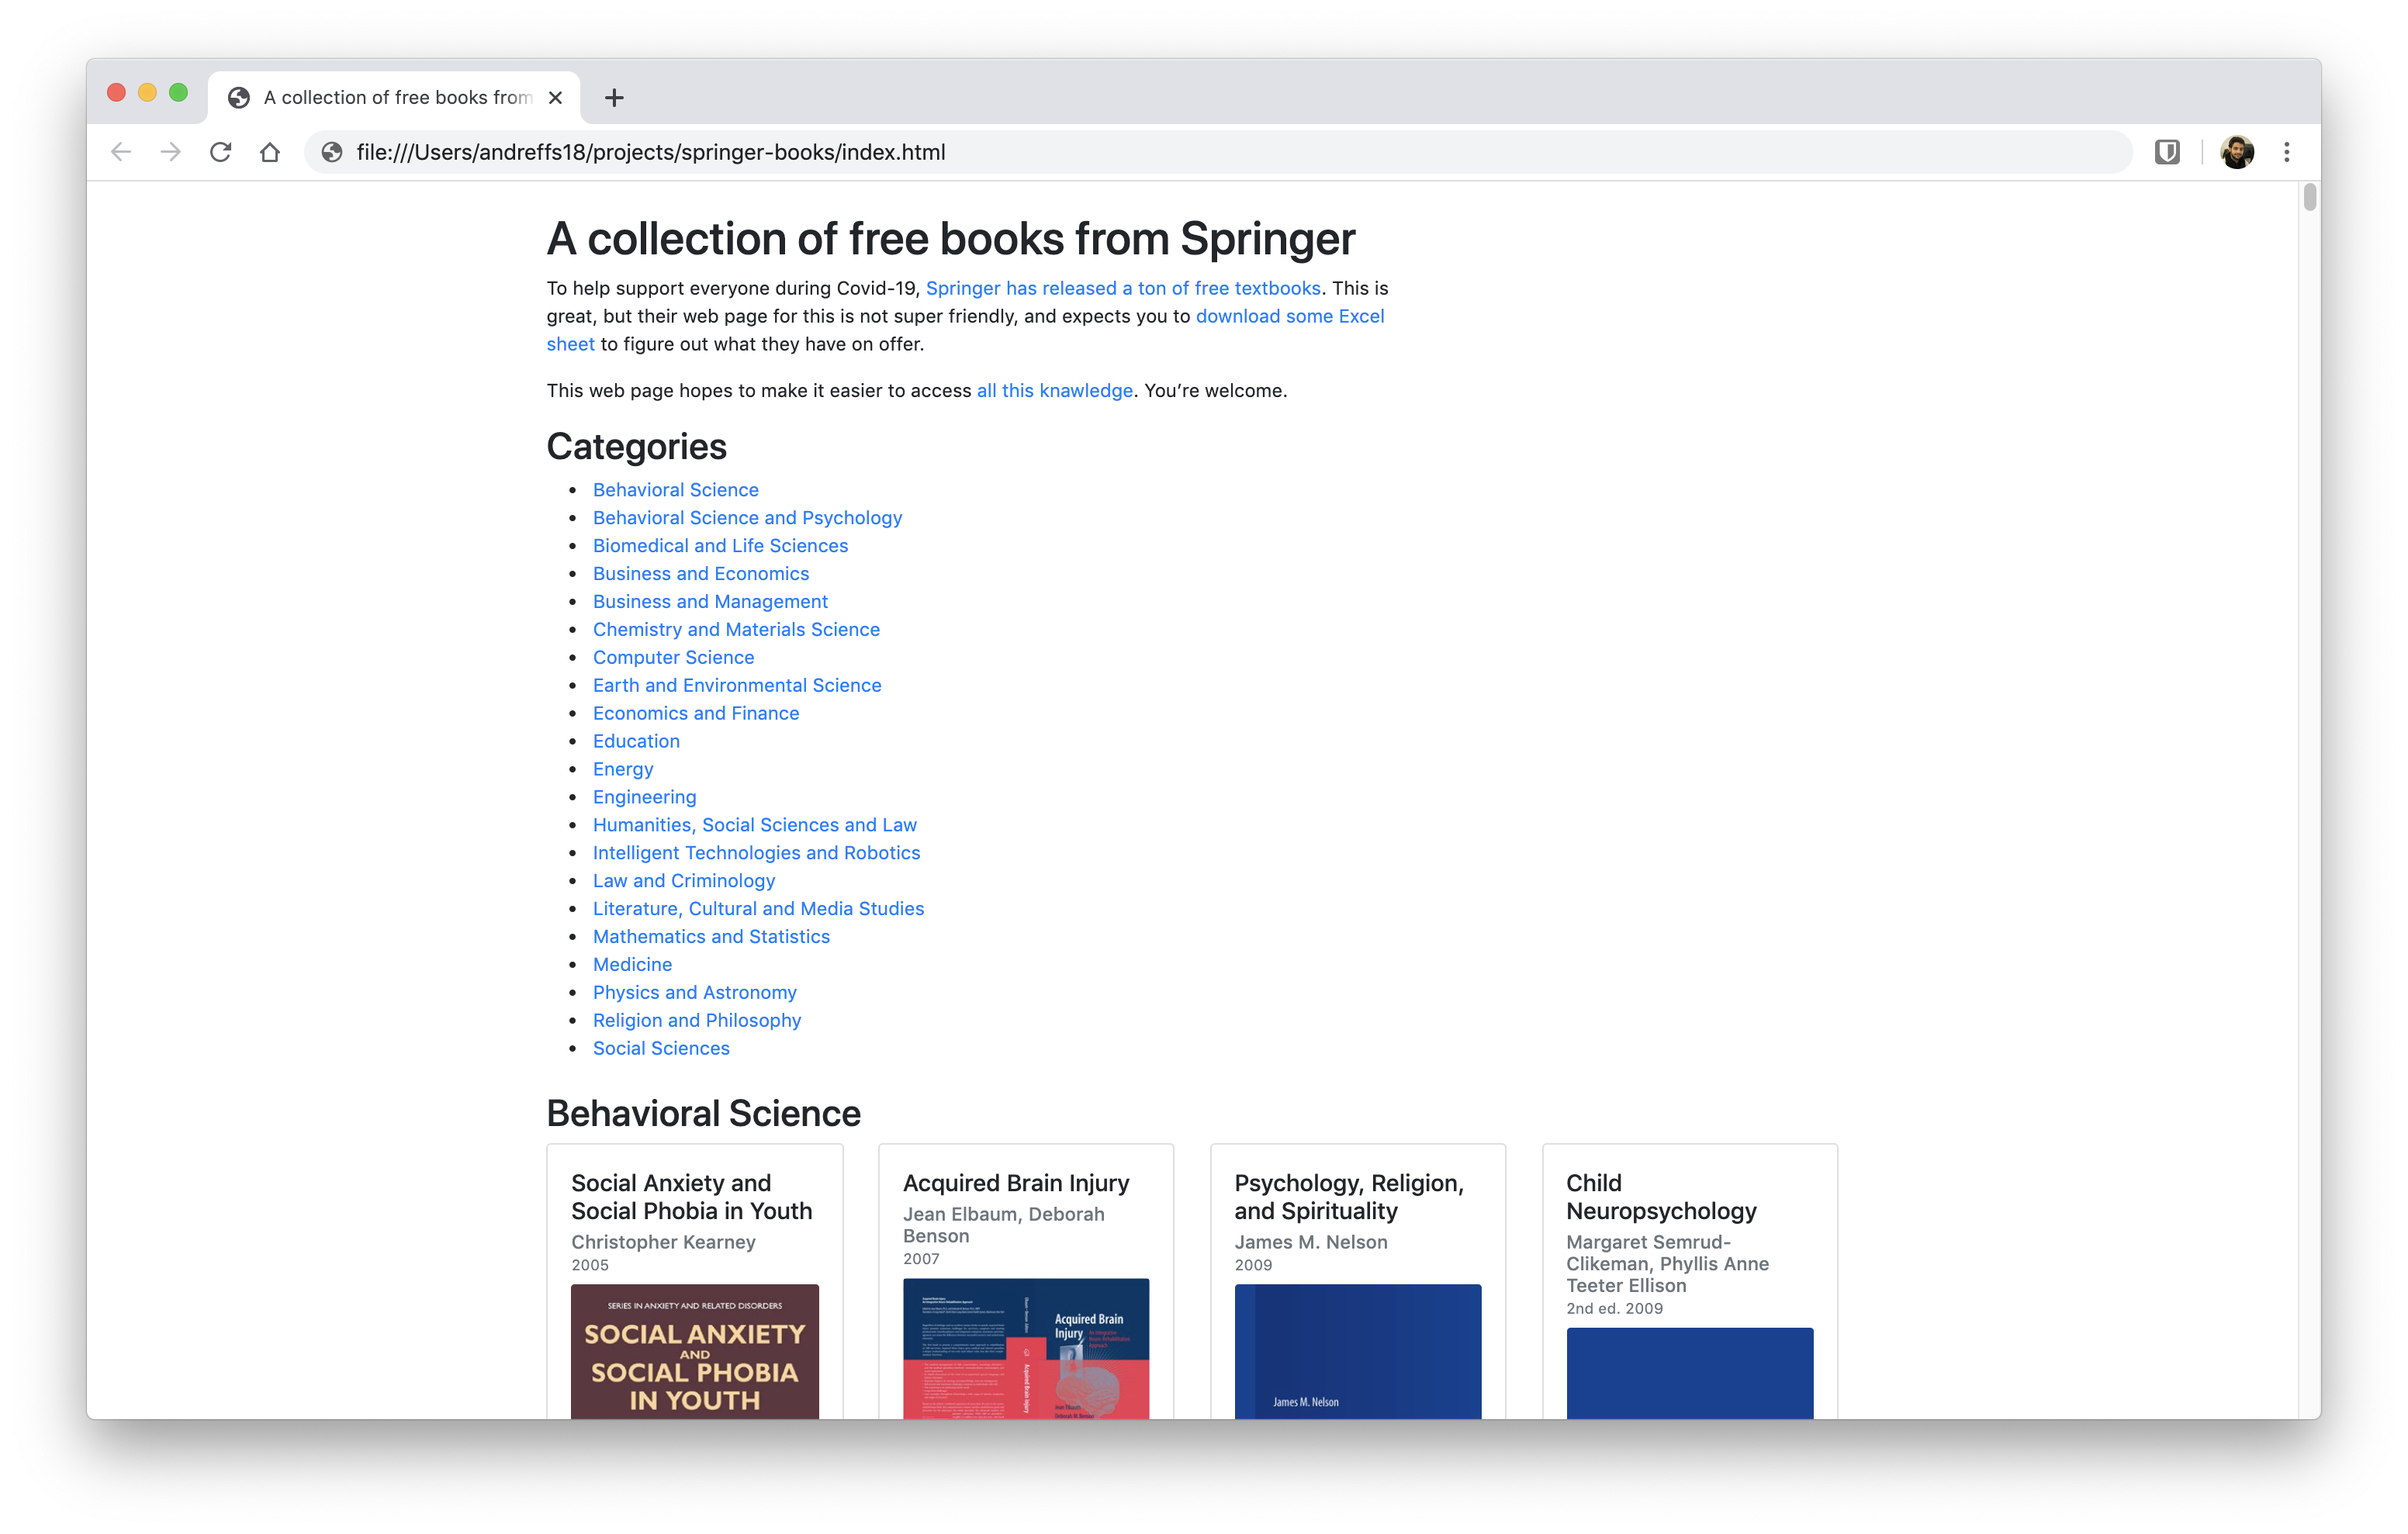 A collection of free books from
file:///Users/andreffs18/projects/springer-books/index.html
A collection of free books from Springer
To help support everyone during Covid-19, Springer has released a ton of free textbooks. This is
great, but their web page for this is not super friendly, and expects you to download some Excel
sheet to figure out what they have on offer.
This web page hopes to make it easier to access all this knawledge. You’re welcome.
Categories
Behavioral Science
Behavioral Science and Psychology
Biomedical and Life Sciences
Business and Economics
Business and Management
Chemistry and Materials Science
Computer Science
Earth and Environmental Science
Economics and Finance
Education
Energy
Engineering
Humanities, Social Sciences and Law
Intelligent Technologies and Robotics
Law and Criminology
Literature, Cultural and Media Studies
Mathematics and Statistics
Medicine
Physics and Astronomy
Religion and Philosophy
Social Sciences
Behavioral Science
Social Anxiety and
Social Phobia in Youth
Christopher Kearney
2005
SERIES IN ANXIETY AND RELATED DISORDERS
SOCIAL ANXIETY
AND
SOCIAL PHOBIA
IN YOUTH
Acquired Brain Injury
Jean Elbaum, Deborah
Benson
2007
Acquired Brain Injury
Acquired Brain
Injury
An Integrative
Neuro-Rehabilitation
Approach
Psychology, Religion,
and Spirituality
James M. Nelson
2009
James M. Nelson
Child
Neuropsychology
Margaret Semrud-
Clikeman, Phyllis Anne
Teeter Ellison
2nd ed. 2009